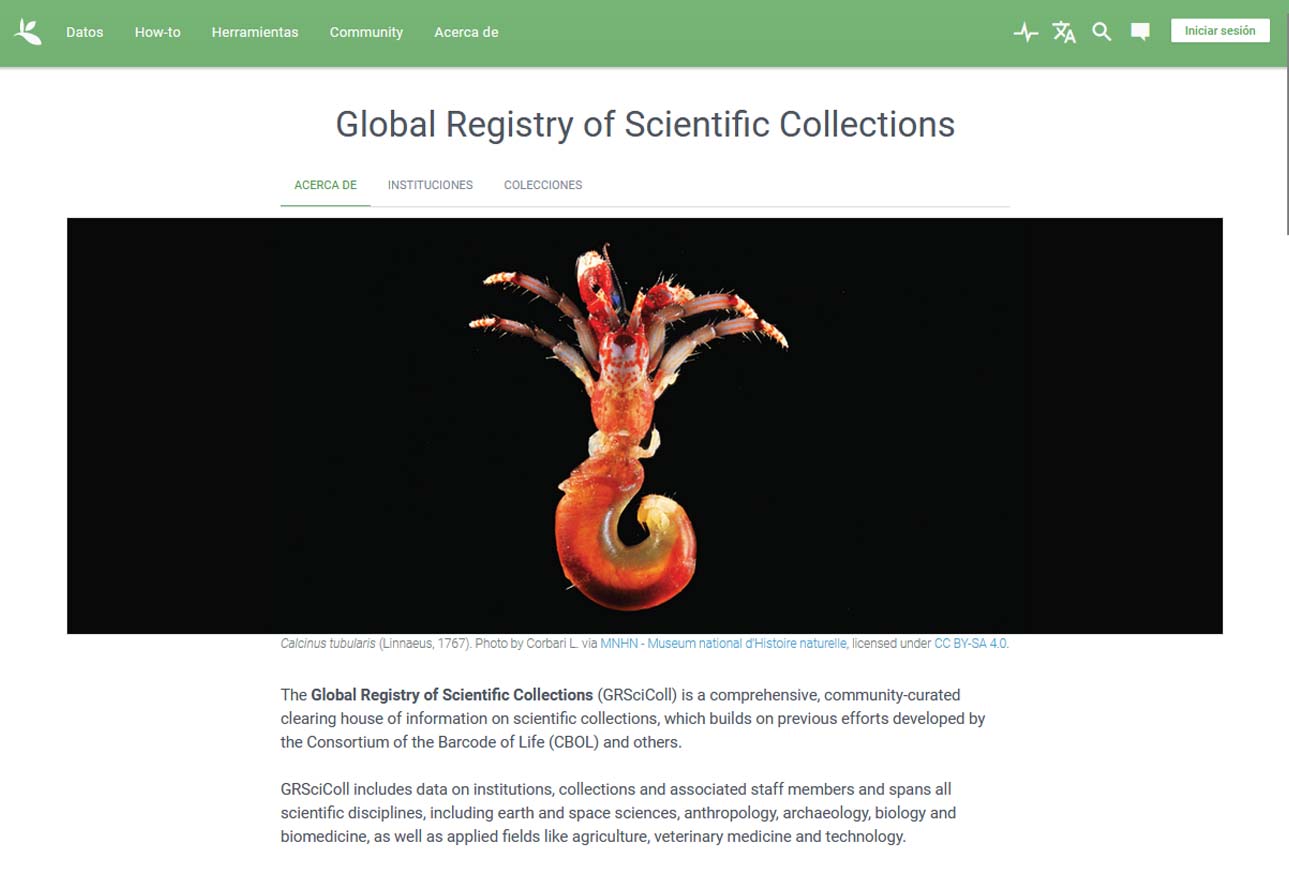 Datos How-to Herramientas Community Acerca de Iniciar sesión
Global Registry of Scientific Collections
ACERCA DE INSTITUCIONES COLECCIONES
Calcinus tubularis (Linnaeus, 1767). Photo by Corbari L. via MNHN - Museum national d'Histoire naturelle, licensed under CC BY-SA 4.0.
The Global Registry of Scientific Collections (GRSciColl) is a comprehensive, community-curated
clearing house of information on scientific collections, which builds on previous efforts developed by
the Consortium of the Barcode of Life (CBOL) and others.
GRSciColl includes data on institutions, collections and associated staff members and spans all
scientific disciplines, including earth and space sciences, anthropology, archaeology, biology and
biomedicine, as well as applied fields like agriculture, veterinary medicine and technology.